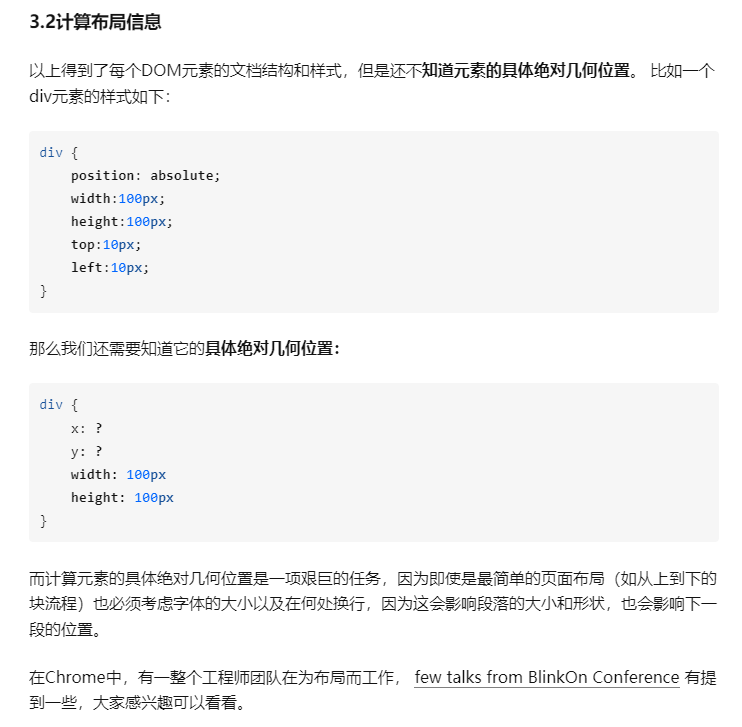 3.2计算布局信息
以上得到了每个DOM元素的文档结构和样式，但是还不知道元素的具体绝对几何位置。 比如一个
div元素的样式如下：
div {
    position: absolute;
    width:100px;
    height:100px;
    top:10px;
    left:10px;
}
那么我们还需要知道它的具体绝对几何位置：
div {
    x: ?
    y: ?
    width: 100px
    height: 100px
}
而计算元素的具体绝对几何位置是一项艰巨的任务，因为即使是最简单的页面布局（如从上到下的
块流程）也必须考虑字体的大小以及在何处换行，因为这会影响段落的大小和形状，也会影响下一
段的位置。
在Chrome中，有一整个工程师团队在为布局而工作， few talks from BlinkOn Conference 有提
到一些，大家感兴趣可以看看。